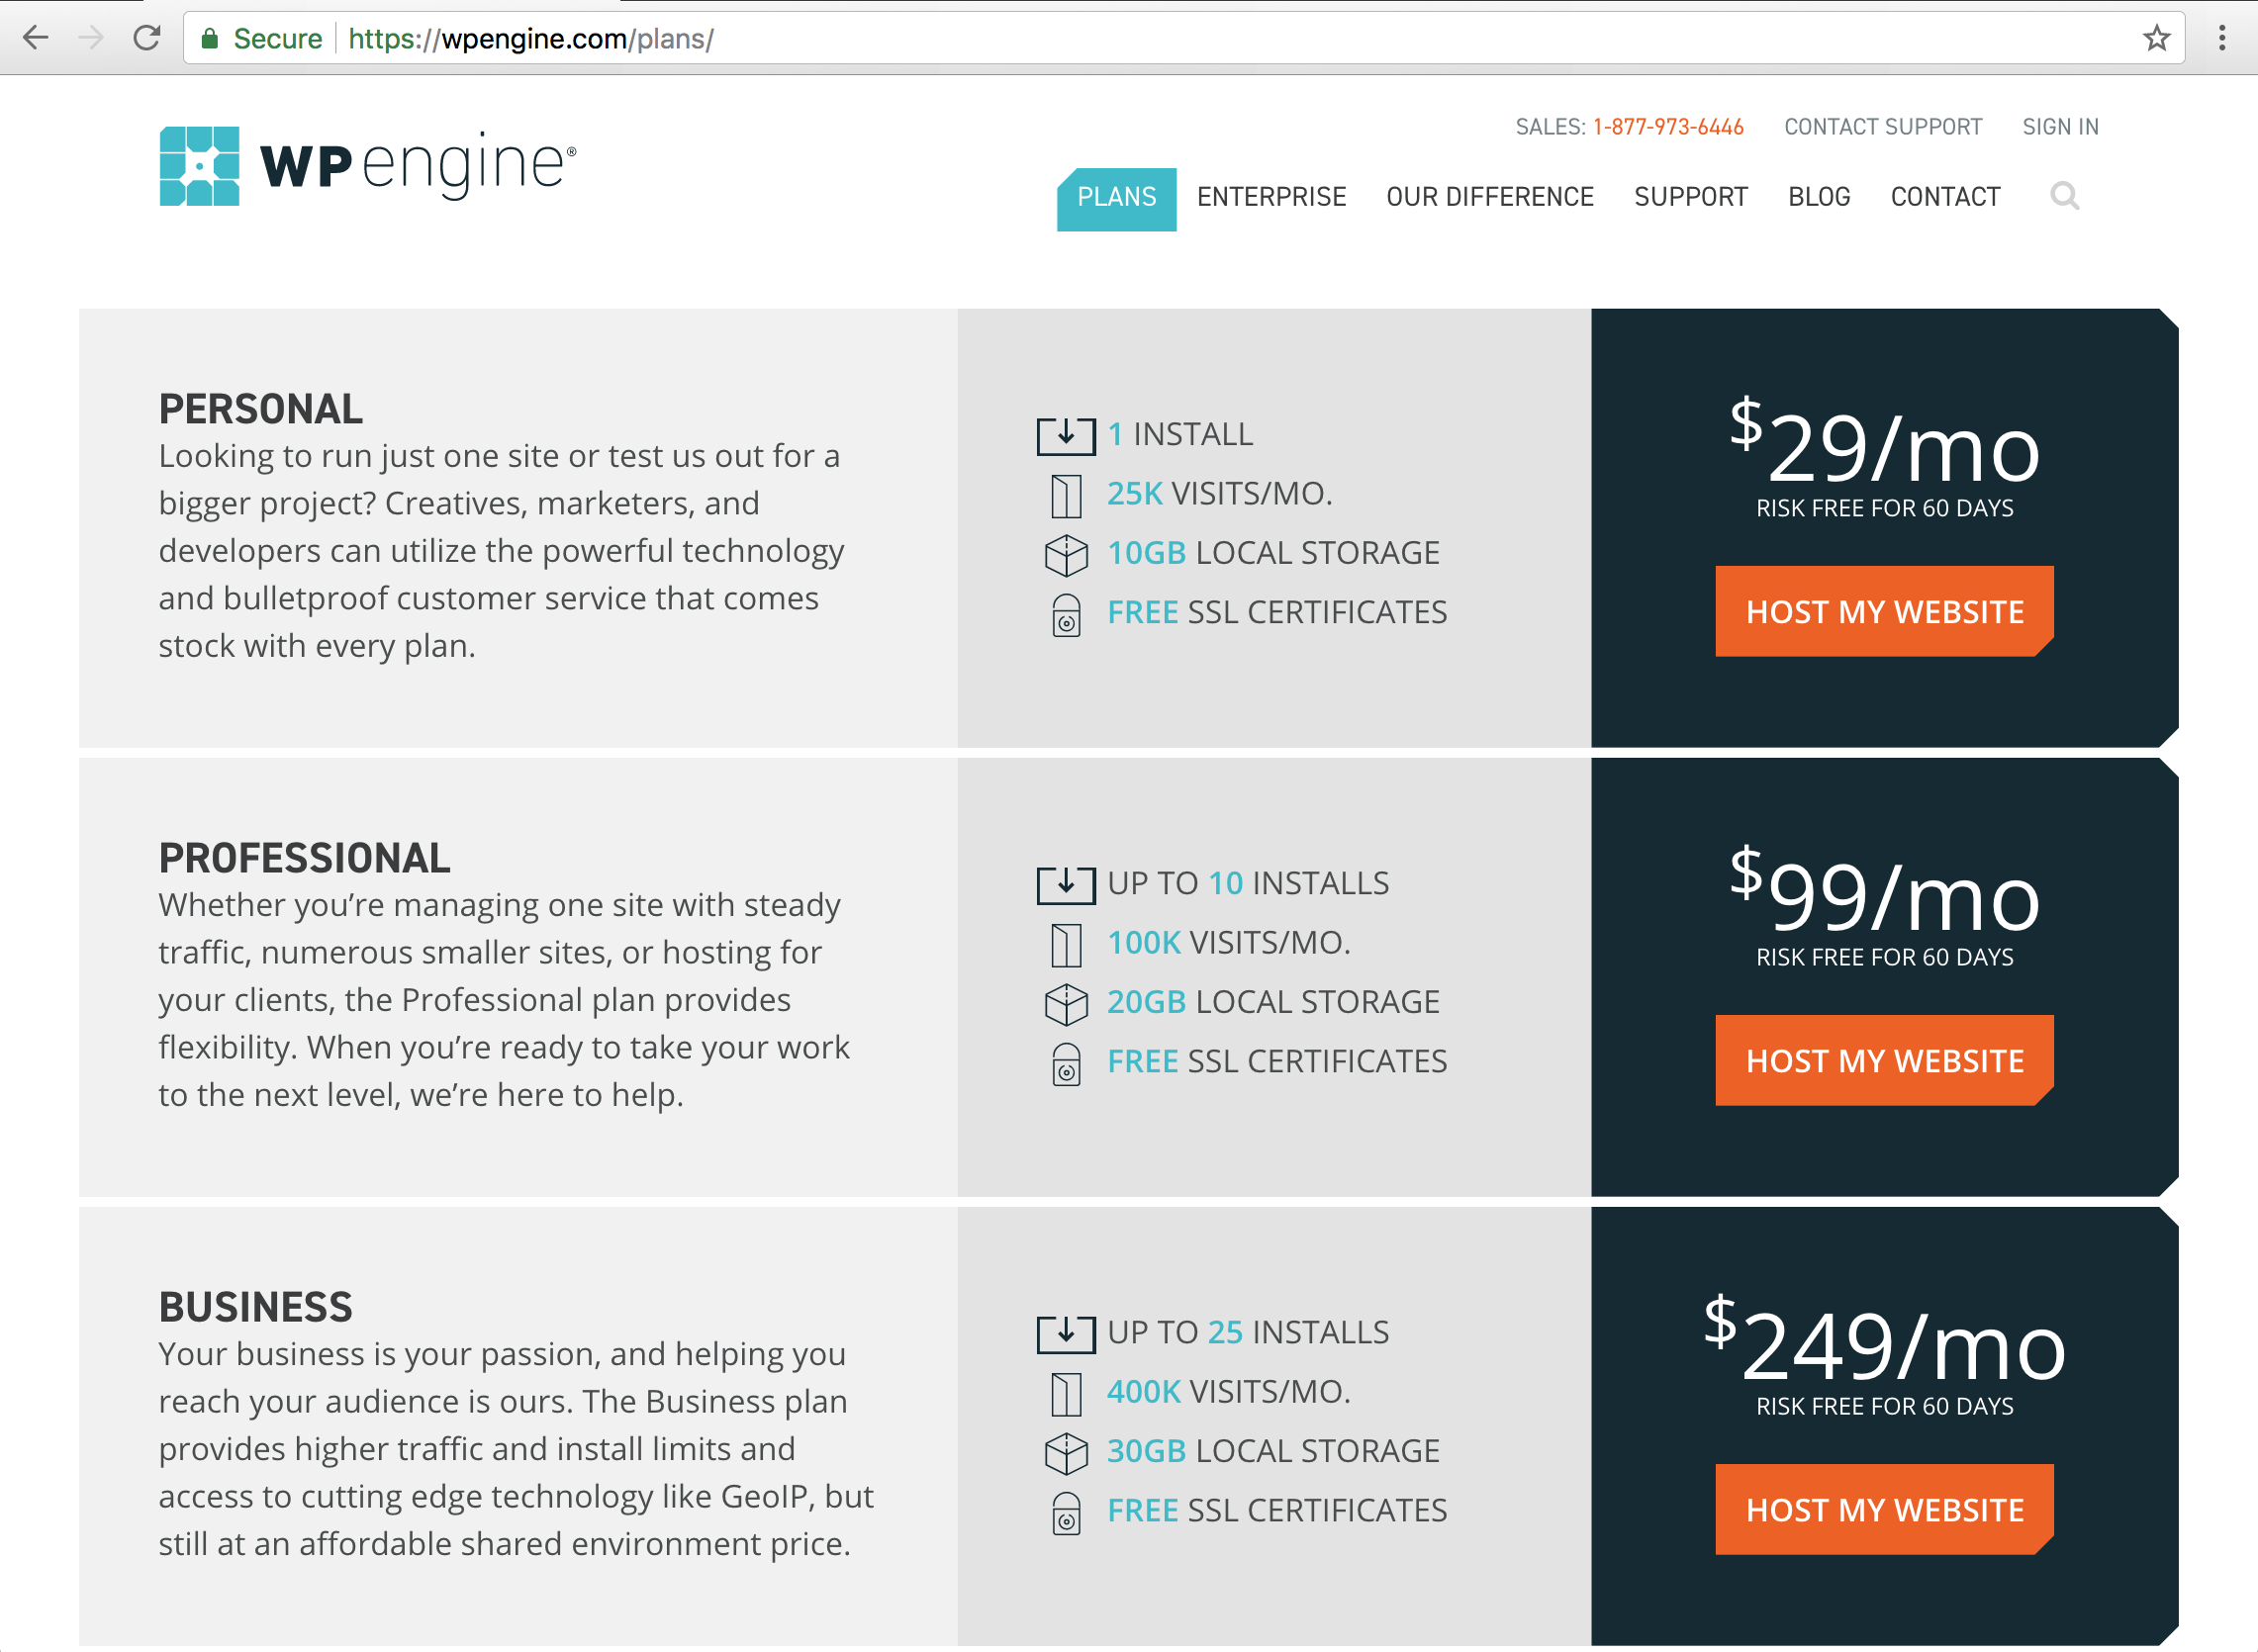 Secure https://wpengine.com/plans/
SALES: 1-877-973-6446 CONTACT SUPPORT SIGN IN
WPengine®
PLANS ENTERPRISE OUR DIFFERENCE SUPPORT BLOG CONTACT
PERSONAL
Looking to run just one site or test us out for a
bigger project? Creatives, marketers, and
developers can utilize the powerful technology
and bulletproof customer service that comes
stock with every plan.
1 INSTALL
25K VISITS/MO.
10GB LOCAL STORAGE
FREE SSL CERTIFICATES
$29/mo
RISK FREE FOR 60 DAYS
HOST MY WEBSITE
PROFESSIONAL
Whether you’re managing one site with steady
traffic, numerous smaller sites, or hosting for
your clients, the Professional plan provides
flexibility. When you’re ready to take your work
to the next level, we’re here to help.
UP TO 10 INSTALLS
100K VISITS/MO.
20GB LOCAL STORAGE
FREE SSL CERTIFICATES
$99/mo
RISK FREE FOR 60 DAYS
HOST MY WEBSITE
BUSINESS
Your business is your passion, and helping you
reach your audience is ours. The Business plan
provides higher traffic and install limits and
access to cutting edge technology like GeoIP, but
still at an affordable shared environment price.
UP TO 25 INSTALLS
400K VISITS/MO.
30GB LOCAL STORAGE
FREE SSL CERTIFICATES
$249/mo
RISK FREE FOR 60 DAYS
HOST MY WEBSITE